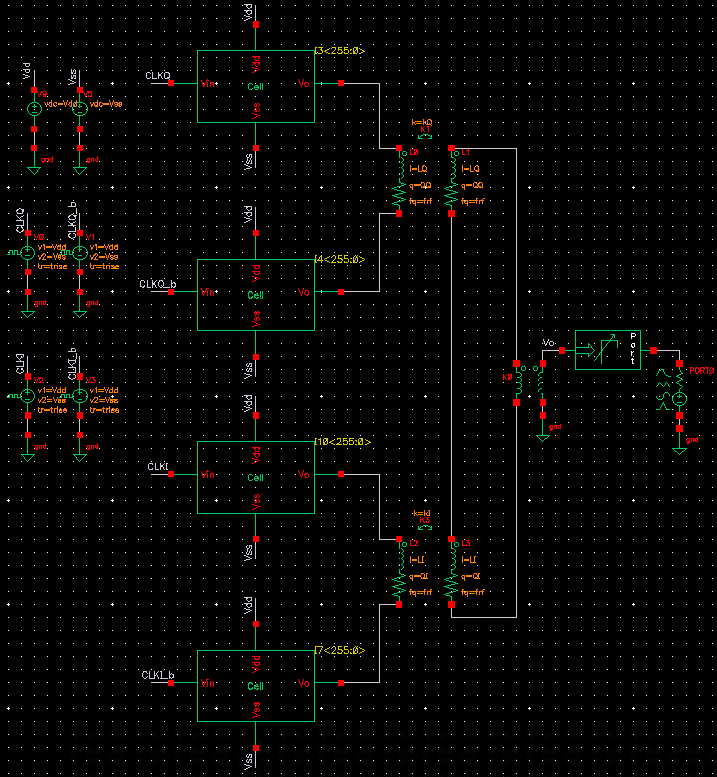 Vdd
I3<255:0>
Vdd
CLKQ
Vin
Cell
Vo
Vss
Vss
Vdd
vdc=Vdd
Vss
vdc=Vss
gnd
gnd
k=kQ
K1
L0
l=LQ
q=QQ
fq=frf
L1
l=LQ
q=QQ
fq=frf
CLKQ
V0
v1=Vdd
v2=Vss
tr=trise
gnd
CLKQ_b
V1
v1=Vdd
v2=Vss
tr=trise
gnd
Vdd
I4<255:0>
Vdd
CLKQ_b
Vin
Cell
Vo
Vss
Vss
CLKI
V2
v1=Vdd
v2=Vss
tr=trise
gnd
CLKI_b
V3
v1=Vdd
v2=Vss
tr=trise
gnd
K0
gnd
Vo
Port
PORT0
gnd
Vdd
I10<255:0>
Vdd
CLKI
Vin
Cell
Vo
Vss
Vss
k=kI
L2
l=LI
q=QI
fq=frf
L3
l=LI
q=QI
fq=frf
Vdd
I7<255:0>
Vdd
CLKI_b
Vin
Cell
Vo
Vss
Vss